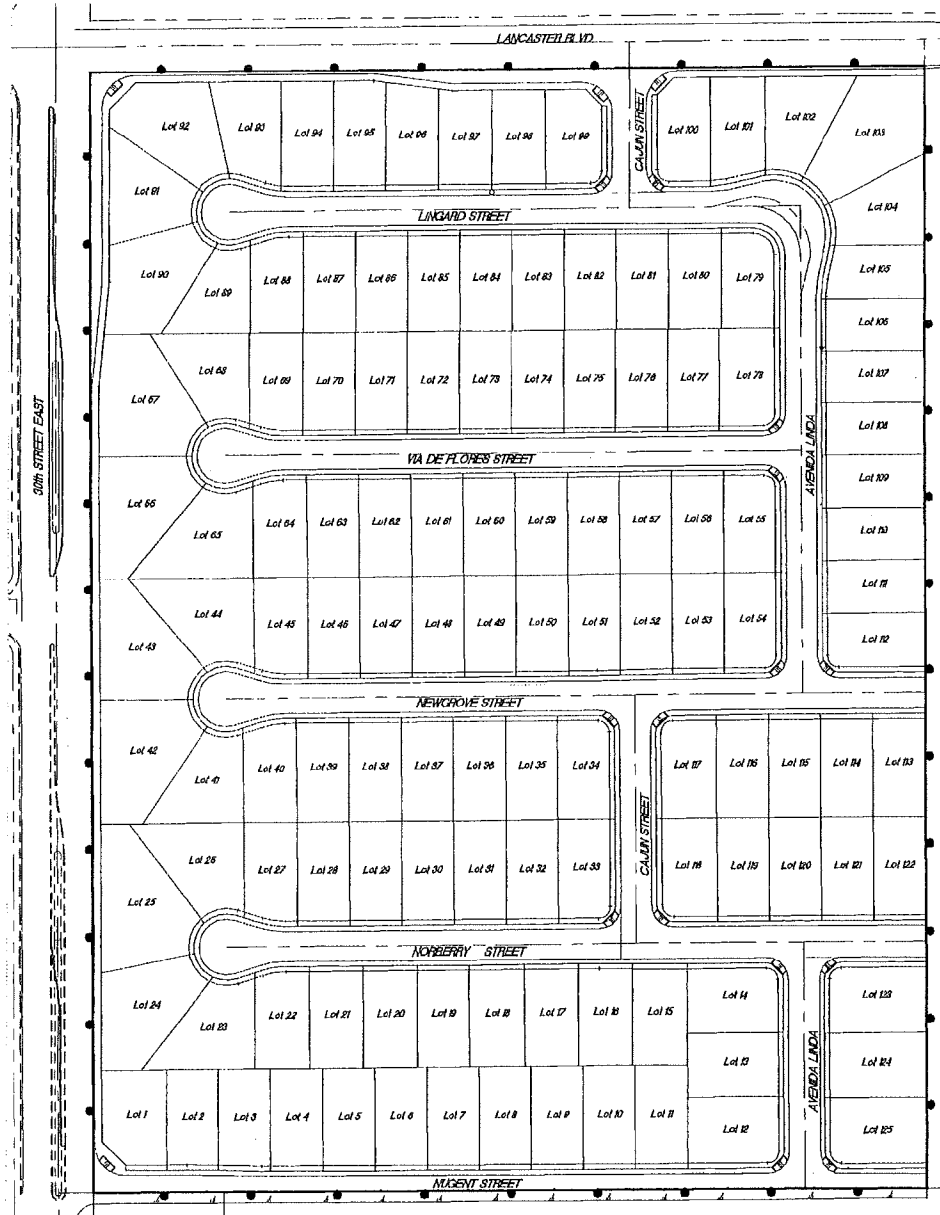 LANCASTER BLVD
Lot 92
Lot 93
Lot 94
Lot 95
Lot 96
Lot 97
Lot 98
Lot 99
CAJUN STREET
Lot 100
Lot 101
Lot 102
Lot 103
Lot 91
Lot 104
LINGARD STREET
Lot 90
Lot 89
Lot 88
Lot 87
Lot 86
Lot 85
Lot 84
Lot 83
Lot 82
Lot 81
Lot 80
Lot 79
Lot 105
Lot 106
Lot 67
Lot 68
Lot 69
Lot 70
Lot 71
Lot 72
Lot 73
Lot 74
Lot 75
Lot 76
Lot 77
Lot 78
Lot 107
Lot 108
30th STREET EAST
VIA DE FLORES STREET
AVENIDA LINDA
Lot 109
Lot 66
Lot 65
Lot 64
Lot 63
Lot 62
Lot 61
Lot 60
Lot 59
Lot 58
Lot 57
Lot 56
Lot 55
Lot 110
Lot 111
Lot 43
Lot 44
Lot 45
Lot 46
Lot 47
Lot 48
Lot 49
Lot 50
Lot 51
Lot 52
Lot 53
Lot 54
Lot 112
NEWGROVE STREET
Lot 42
Lot 41
Lot 40
Lot 39
Lot 38
Lot 37
Lot 36
Lot 35
Lot 34
Lot 117
Lot 116
Lot 115
Lot 114
Lot 113
CAJUN STREET
Lot 25
Lot 26
Lot 27
Lot 28
Lot 29
Lot 30
Lot 31
Lot 32
Lot 33
Lot 118
Lot 119
Lot 120
Lot 121
Lot 122
NORBERRY STREET
Lot 24
Lot 23
Lot 22
Lot 21
Lot 20
Lot 19
Lot 18
Lot 17
Lot 16
Lot 15
Lot 14
Lot 123
Lot 13
AVENIDA LINDA
Lot 124
Lot 1
Lot 2
Lot 3
Lot 4
Lot 5
Lot 6
Lot 7
Lot 8
Lot 9
Lot 10
Lot 11
Lot 12
Lot 125
NUGENT STREET